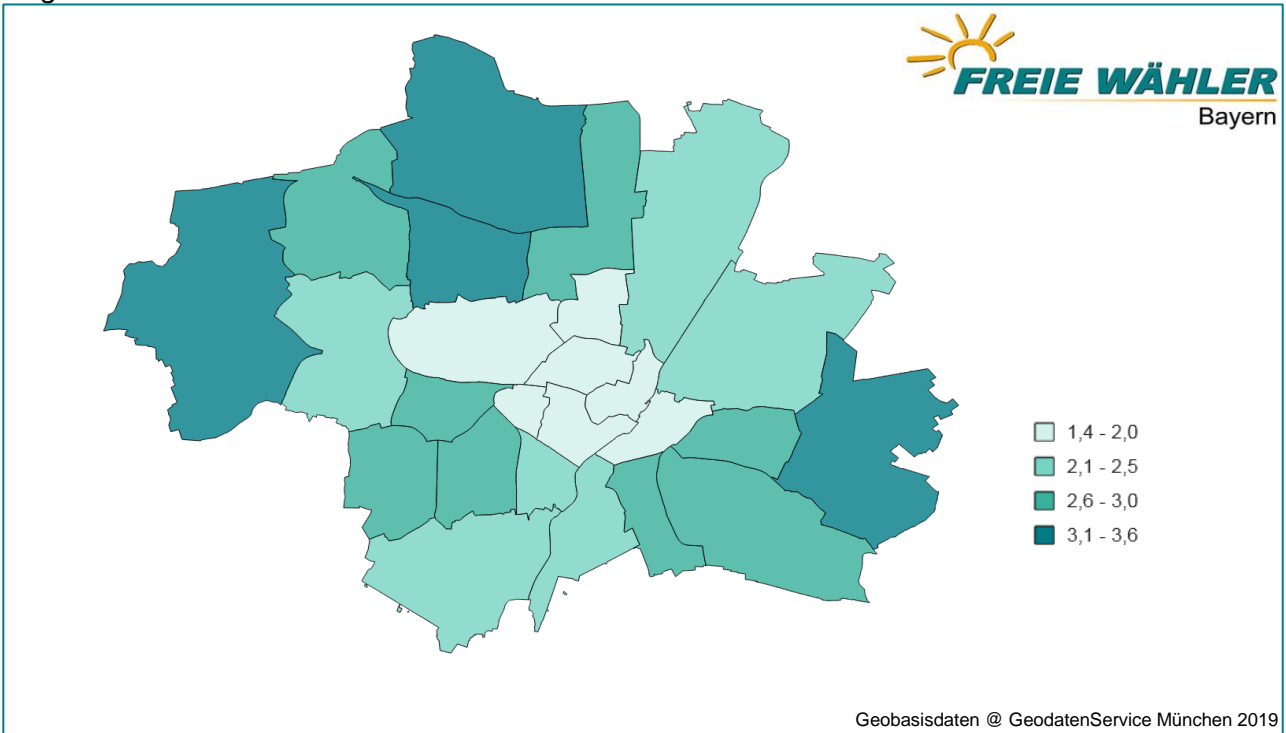 FREIE WÄHLER
Bayern
1,4 - 2,0
2,1 - 2,5
2,6 - 3,0
3,1 - 3,6
Geobasisdaten @ GeodatenService München 2019